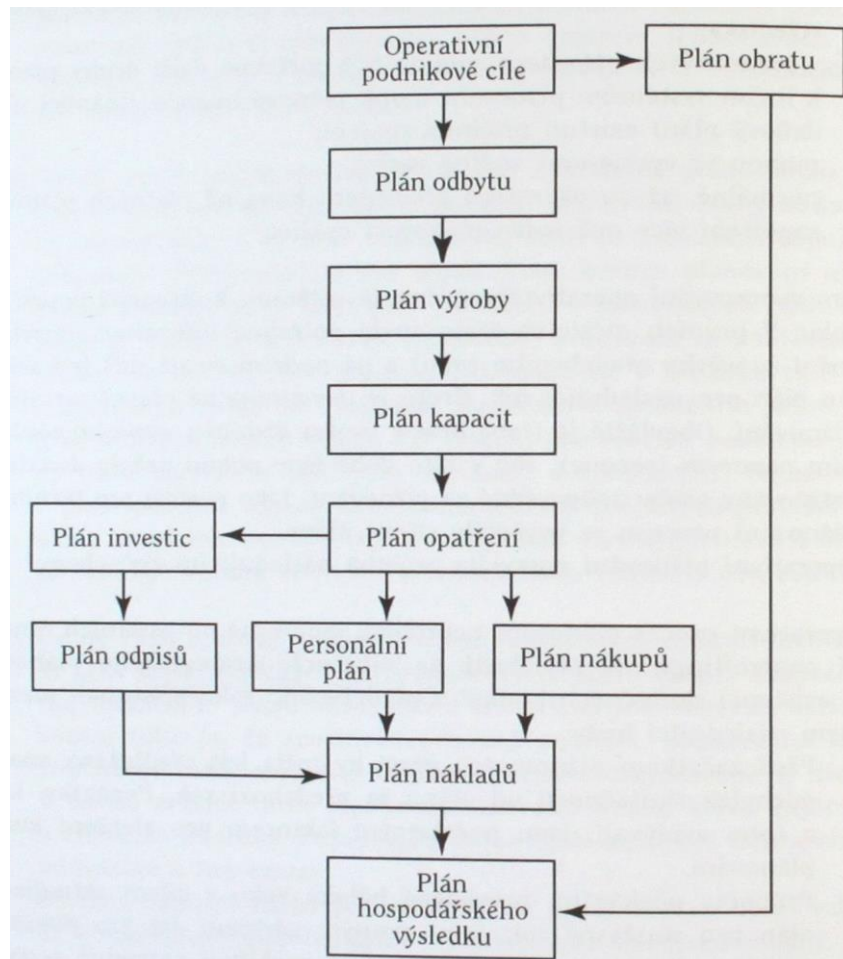 Operativní
podnikové cíle
Plán obratu
Plán odbytu
Plán výroby
Plán kapacit
Plán investic
Plán opatření
Plán odpisů
Personální
plán
Plán nákupů
Plán nákladů
Plán
hospodářského
výsledku